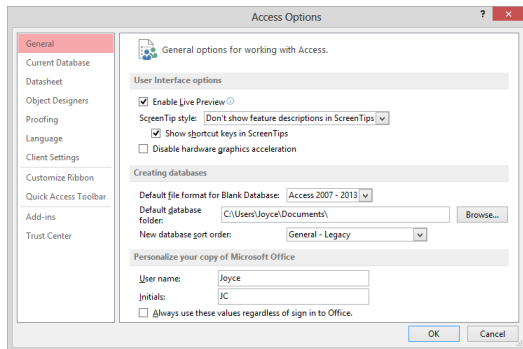 Access Options
? ×
General
Current Database
Datasheet
Object Designers
Proofing
Language
Client Settings
Customize Ribbon
Quick Access Toolbar
Add-ins
Trust Center
General options for working with Access.
User Interface options
Enable Live Preview
ScreenTip style: Don't show feature descriptions in ScreenTips
Show shortcut keys in ScreenTips
Disable hardware graphics acceleration
Creating databases
Default file format for Blank Database: Access 2007 - 2013
Default database folder: C:\Users\Joyce\Documents\ Browse...
New database sort order: General - Legacy
Personalize your copy of Microsoft Office
User name: Joyce
Initials: JC
Always use these values regardless of sign in to Office.
OK Cancel